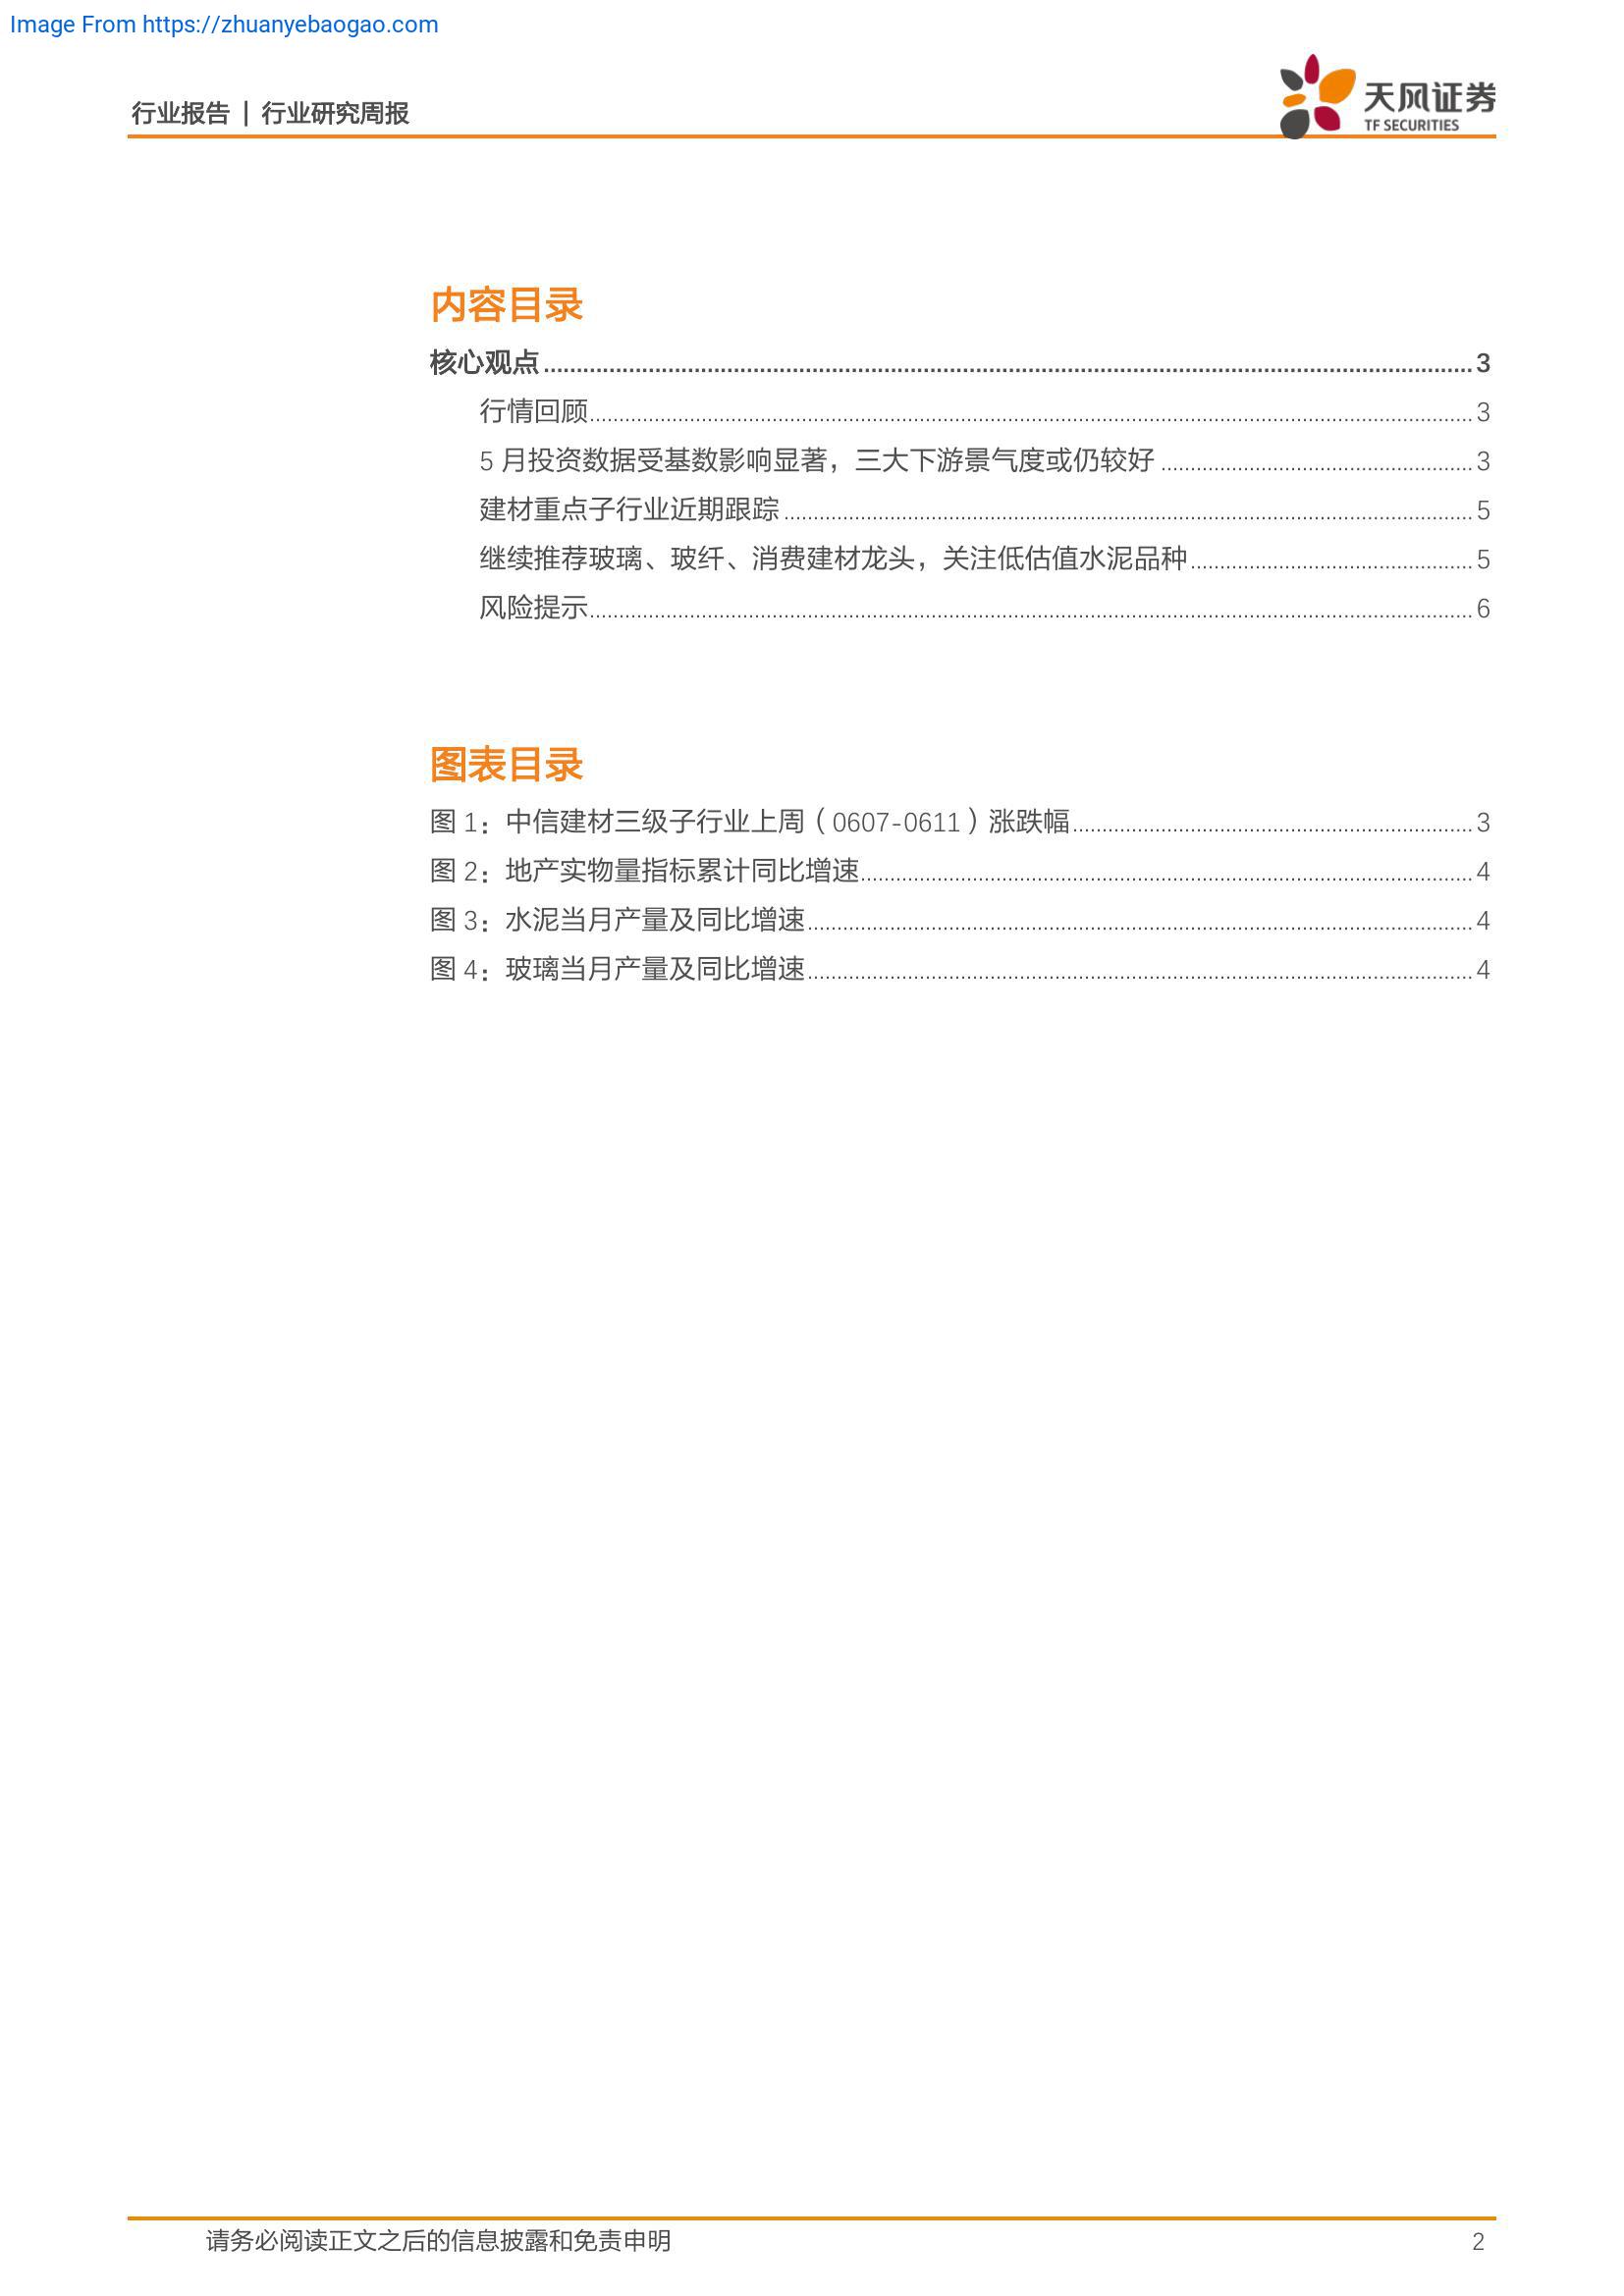 Image From https://zhuanyebaogao.com
行业报告 | 行业研究周报
天风证券
TF SECURITIES
内容目录
核心观点 3
行情回顾 3
5 月投资数据受基数影响显著，三大下游景气度或仍较好 3
建材重点子行业近期跟踪 5
继续推荐玻璃、玻纤、消费建材龙头，关注低估值水泥品种 5
风险提示 6
图表目录
图 1：中信建材三级子行业上周（0607-0611）涨跌幅 3
图 2：地产实物量指标累计同比增速 4
图 3：水泥当月产量及同比增速 4
图 4：玻璃当月产量及同比增速 4
请务必阅读正文之后的信息披露和免责申明 2